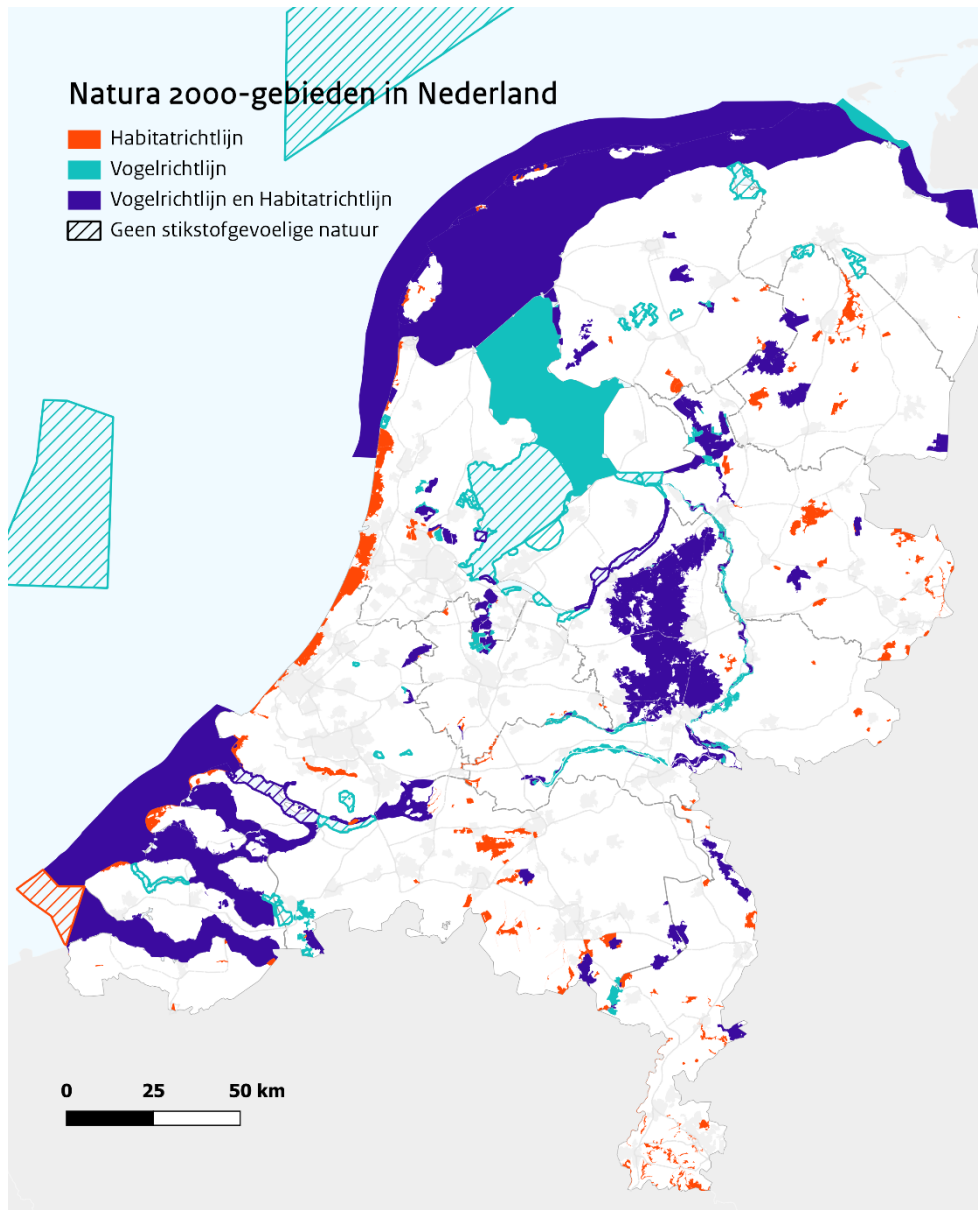 Natura 2000-gebieden in Nederland
Habitatrichtlijn
Vogelrichtlijn
Vogelrichtlijn en Habitatrichtlijn
Geen stikstofgevoelige natuur
0 25 50 km